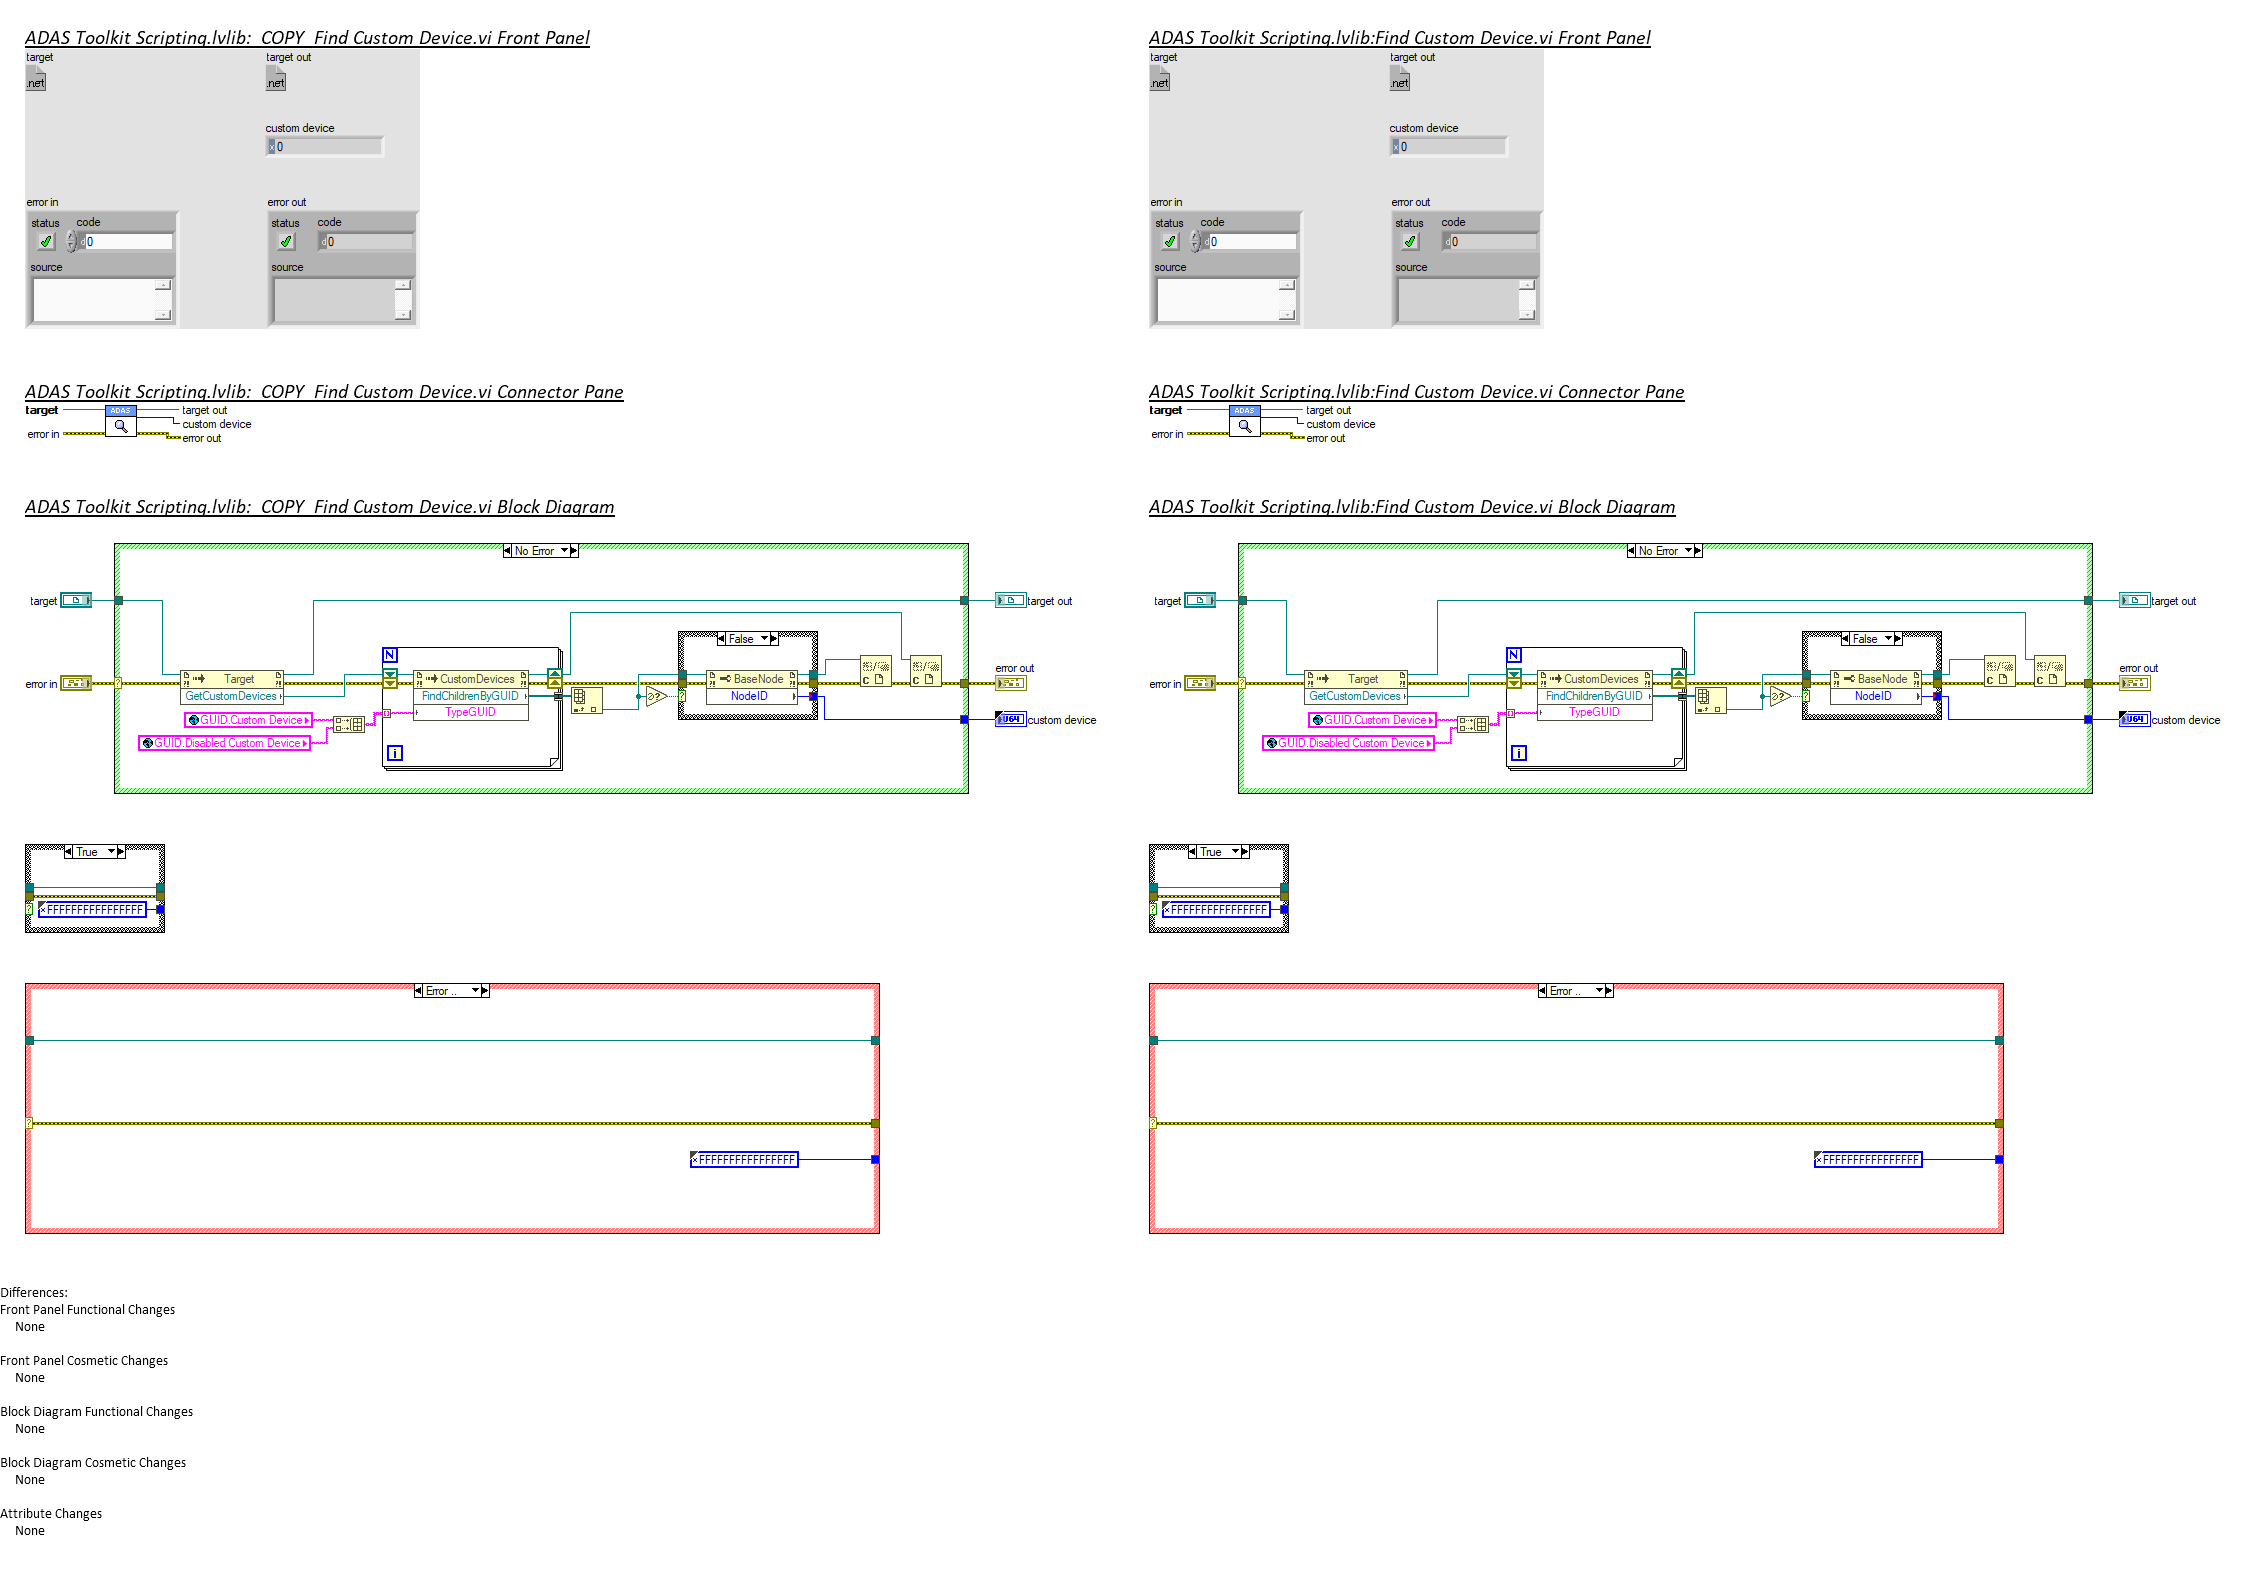 ADAS Toolkit Scripting.lvlib:  COPY  Find Custom Device.vi Front Panel
target
.net
target out
.net
custom device
x 0
error in
status code
d 0
source
error out
status code
d 0
source
ADAS Toolkit Scripting.lvlib:  COPY  Find Custom Device.vi Connector Pane
target
ADAS
target out
custom device
error in
error out
ADAS Toolkit Scripting.lvlib:  COPY  Find Custom Device.vi Block Diagram
No Error
target
target out
False
N
error out
error in
Target
CustomDevices
BaseNode
GetCustomDevices
FindChildrenByGUID
NodeID
TypeGUID
GUID.Custom Device
U64
custom device
GUID.Disabled Custom Device
i
True
xFFFFFFFFFFFFFFFF
Error ..
xFFFFFFFFFFFFFFFF
ADAS Toolkit Scripting.lvlib:Find Custom Device.vi Front Panel
target
.net
target out
.net
custom device
x 0
error in
status code
d 0
source
error out
status code
d 0
source
ADAS Toolkit Scripting.lvlib:Find Custom Device.vi Connector Pane
target
ADAS
target out
custom device
error in
error out
ADAS Toolkit Scripting.lvlib:Find Custom Device.vi Block Diagram
No Error
target
target out
False
N
error out
error in
Target
CustomDevices
BaseNode
GetCustomDevices
FindChildrenByGUID
NodeID
TypeGUID
GUID.Custom Device
U64
custom device
GUID.Disabled Custom Device
i
True
xFFFFFFFFFFFFFFFF
Error ..
xFFFFFFFFFFFFFFFF
Differences:
Front Panel Functional Changes
None
Front Panel Cosmetic Changes
None
Block Diagram Functional Changes
None
Block Diagram Cosmetic Changes
None
Attribute Changes
None